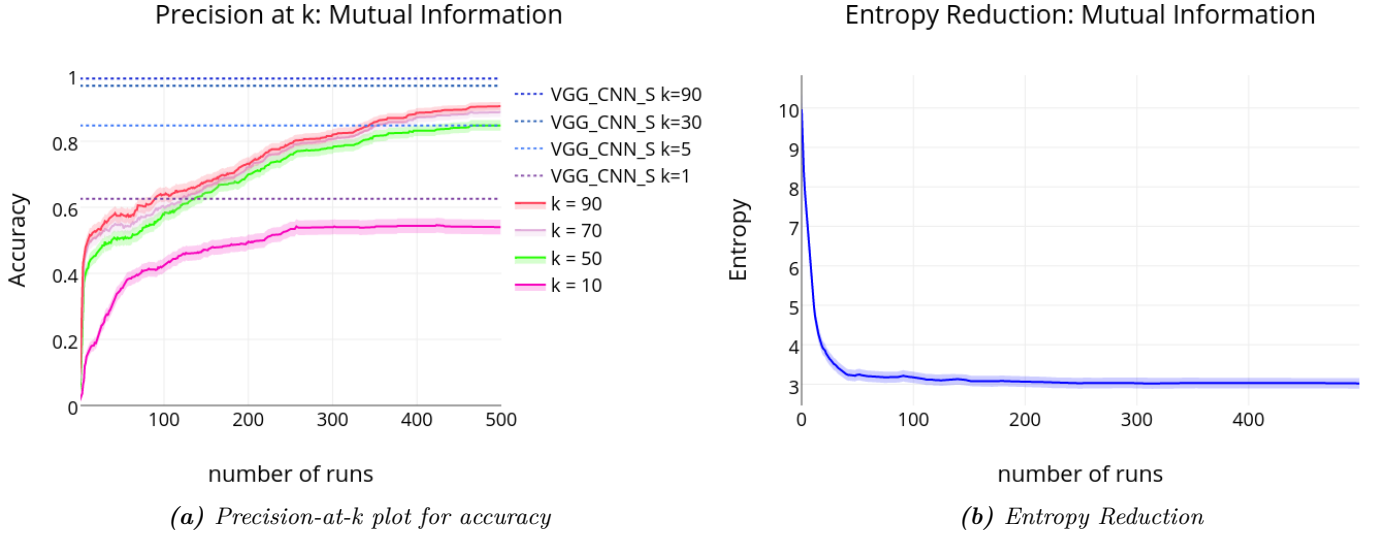 Precision at k: Mutual Information
Accuracy
1
0.8
0.6
0.4
0.2
0
100
200
300
400
500
number of runs
VGG_CNN_S k=90
VGG_CNN_S k=30
VGG_CNN_S k=5
VGG_CNN_S k=1
k = 90
k = 70
k = 50
k = 10
(a) Precision-at-k plot for accuracy
Entropy Reduction: Mutual Information
Entropy
10
9
8
7
6
5
4
3
0
100
200
300
400
number of runs
(b) Entropy Reduction